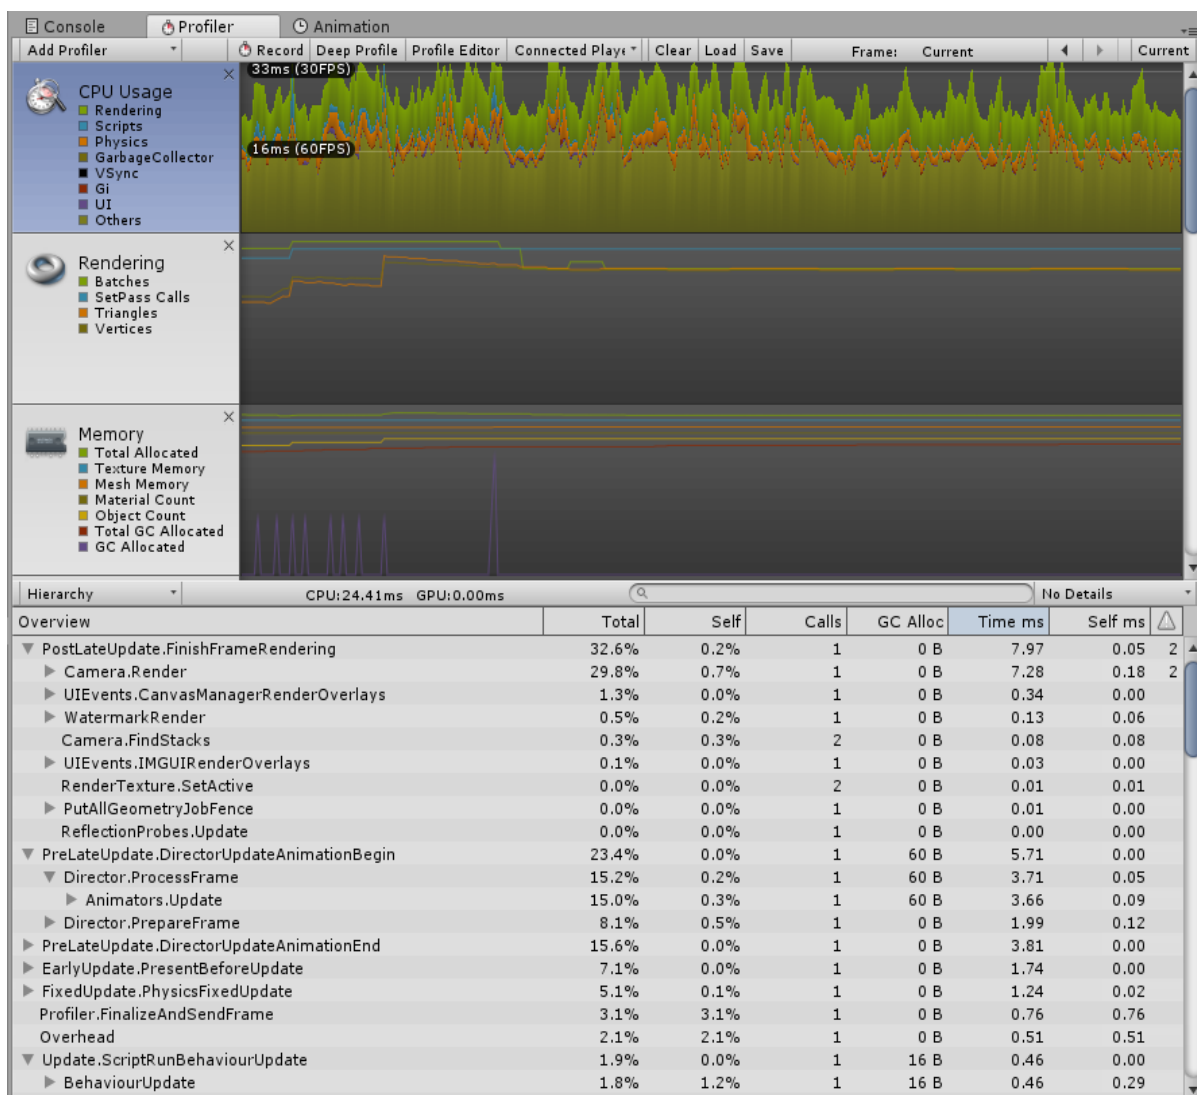 Console Profiler Animation
Add Profiler Record Deep Profile Profile Editor Connected Playe Clear Load Save Frame: Current Current
CPU Usage
Rendering
Scripts
Physics
GarbageCollector
VSync
Gi
UI
Others
33ms (30FPS)
16ms (60FPS)
Rendering
Batches
SetPass Calls
Triangles
Vertices
Memory
Total Allocated
Texture Memory
Mesh Memory
Material Count
Object Count
Total GC Allocated
GC Allocated
Hierarchy CPU:24.41ms GPU:0.00ms No Details
Overview Total Self Calls GC Alloc Time ms Self ms
PostLateUpdate.FinishFrameRendering 32.6% 0.2% 1 0 B 7.97 0.05 2
Camera.Render 29.8% 0.7% 1 0 B 7.28 0.18 2
UIEvents.CanvasManagerRenderOverlays 1.3% 0.0% 1 0 B 0.34 0.00
WatermarkRender 0.5% 0.2% 1 0 B 0.13 0.06
Camera.FindStacks 0.3% 0.3% 2 0 B 0.08 0.08
UIEvents.IMGUIRenderOverlays 0.1% 0.0% 1 0 B 0.03 0.00
RenderTexture.SetActive 0.0% 0.0% 2 0 B 0.01 0.01
PutAllGeometryJobFence 0.0% 0.0% 1 0 B 0.01 0.00
ReflectionProbes.Update 0.0% 0.0% 1 0 B 0.00 0.00
PreLateUpdate.DirectorUpdateAnimationBegin 23.4% 0.0% 1 60 B 5.71 0.00
Director.ProcessFrame 15.2% 0.2% 1 60 B 3.71 0.05
Animators.Update 15.0% 0.3% 1 60 B 3.66 0.09
Director.PrepareFrame 8.1% 0.5% 1 0 B 1.99 0.12
PreLateUpdate.DirectorUpdateAnimationEnd 15.6% 0.0% 1 0 B 3.81 0.00
EarlyUpdate.PresentBeforeUpdate 7.1% 0.0% 1 0 B 1.74 0.00
FixedUpdate.PhysicsFixedUpdate 5.1% 0.1% 1 0 B 1.24 0.02
Profiler.FinalizeAndSendFrame 3.1% 3.1% 1 0 B 0.76 0.76
Overhead 2.1% 2.1% 1 0 B 0.51 0.51
Update.ScriptRunBehaviourUpdate 1.9% 0.0% 1 16 B 0.46 0.00
BehaviourUpdate 1.8% 1.2% 1 16 B 0.46 0.29